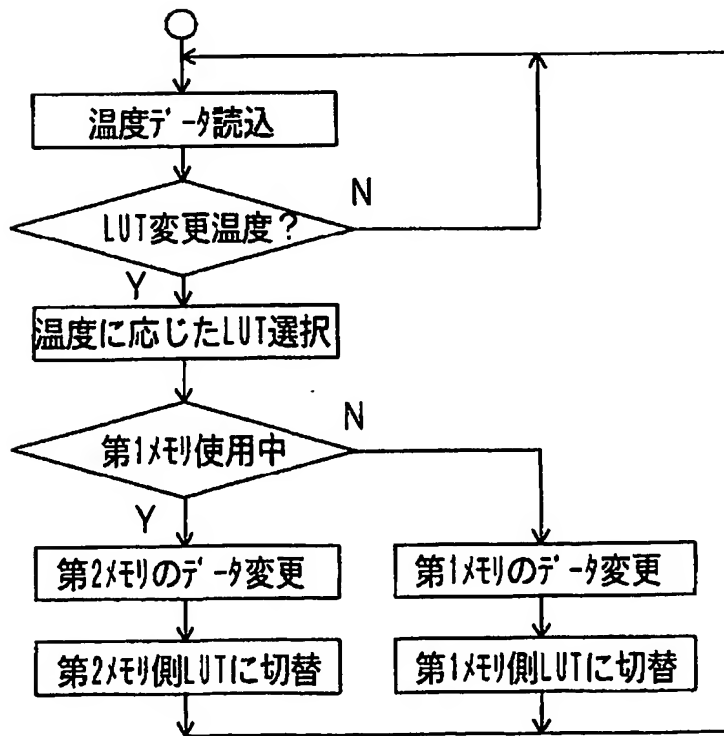 温度ﾃﾞｰﾀ読込
N
LUT変更温度?
Y
温度に応じたLUT選択
N
第1ﾒﾓﾘ使用中
Y
第2ﾒﾓﾘのﾃﾞｰﾀ変更
第1ﾒﾓﾘのﾃﾞｰﾀ変更
第2ﾒﾓﾘ側LUTに切替
第1ﾒﾓﾘ側LUTに切替